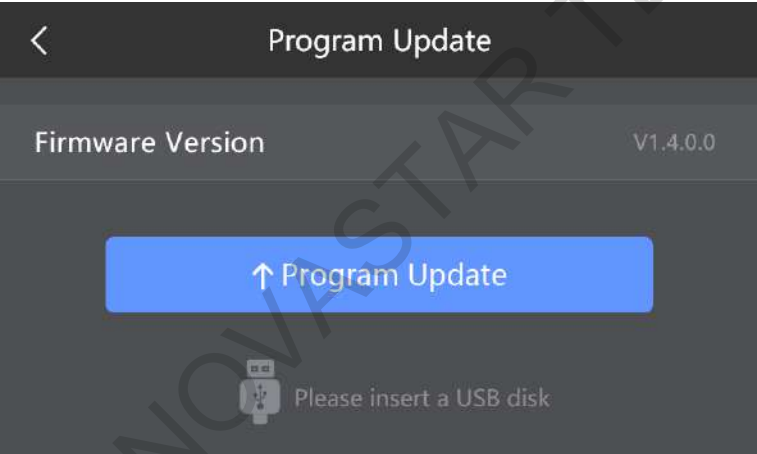 Program Update
Firmware Version V1.4.0.0
↑ Program Update
Please insert a USB disk
NOVASTAR